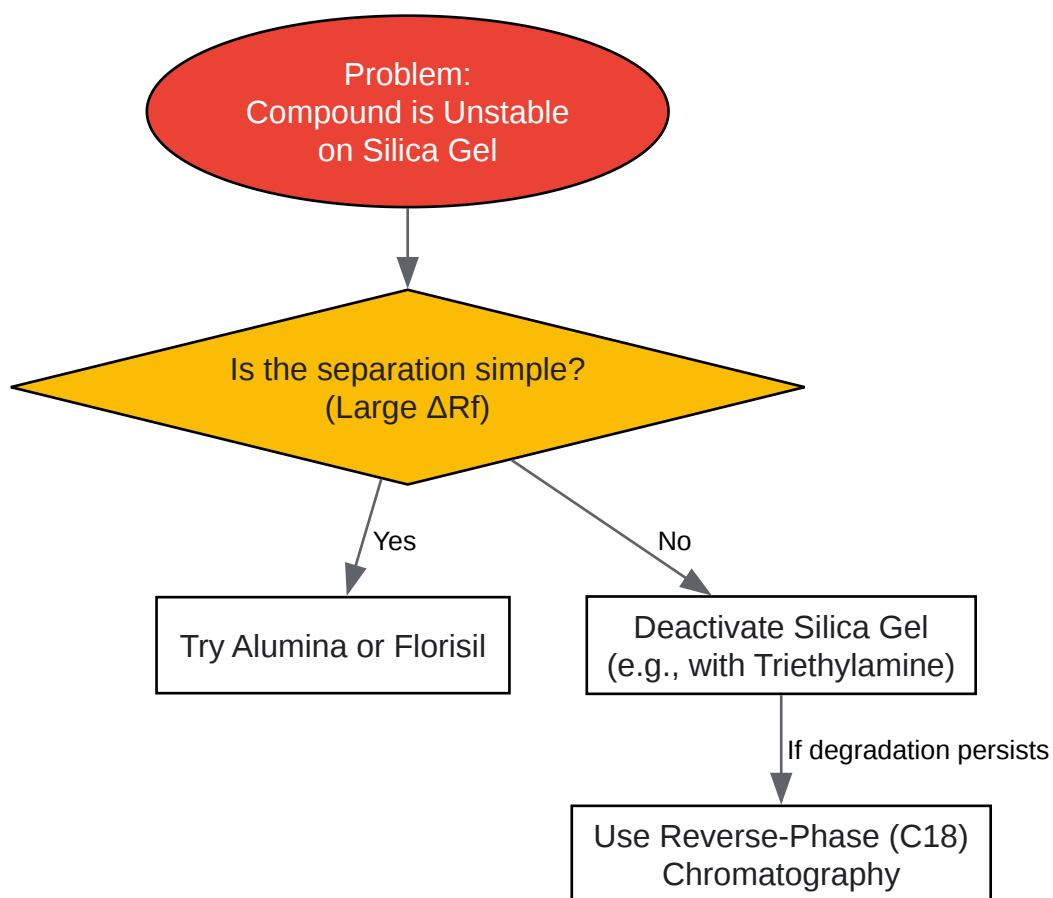 Problem:
Compound is Unstable
on Silica Gel
Is the separation simple?
(Large ΔRf)
Yes
No
Try Alumina or Florisil
Deactivate Silica Gel
(e.g., with Triethylamine)
If degradation persists
Use Reverse-Phase (C18)
Chromatography